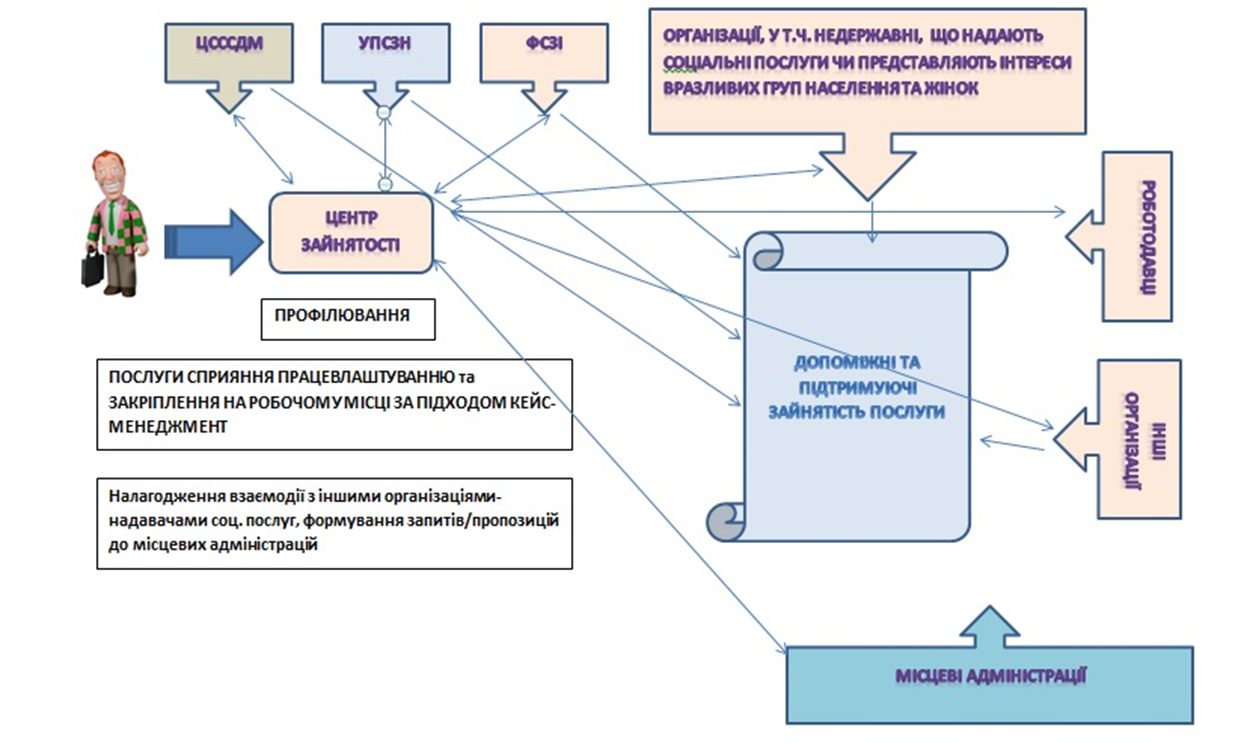 ЦСССДМ
УПСЗН
ФСЗІ
ОРГАНІЗАЦІЇ, У Т.Ч. НЕДЕРЖАВНІ, ЩО НАДАЮТЬ
СОЦІАЛЬНІ ПОСЛУГИ ЧИ ПРЕДСТАВЛЯЮТЬ ІНТЕРЕСИ
ВРАЗЛИВИХ ГРУП НАСЕЛЕННЯ ТА ЖІНОК
ЦЕНТР
ЗАЙНЯТОСТІ
РОБОТОДАВЦІ
ПРОФІЛЮВАННЯ
ПОСЛУГИ СПРИЯННЯ ПРАЦЕВЛАШТУВАННЮ та
ЗАКРІПЛЕННЯ НА РОБОЧОМУ МІСЦІ ЗА ПІДХОДОМ КЕЙС-
МЕНЕДЖМЕНТ
ДОПОМІЖНІ ТА
ПІДТРИМУЮЧІ
ЗАЙНЯТІСТЬ ПОСЛУГИ
ІНШІ
ОРГАНІЗАЦІЇ
Налагодження взаємодії з іншими організаціями-
надавачами соц. послуг, формування запитів/пропозицій
до місцевих адміністрацій
МІСЦЕВІ АДМІНІСТРАЦІЇ